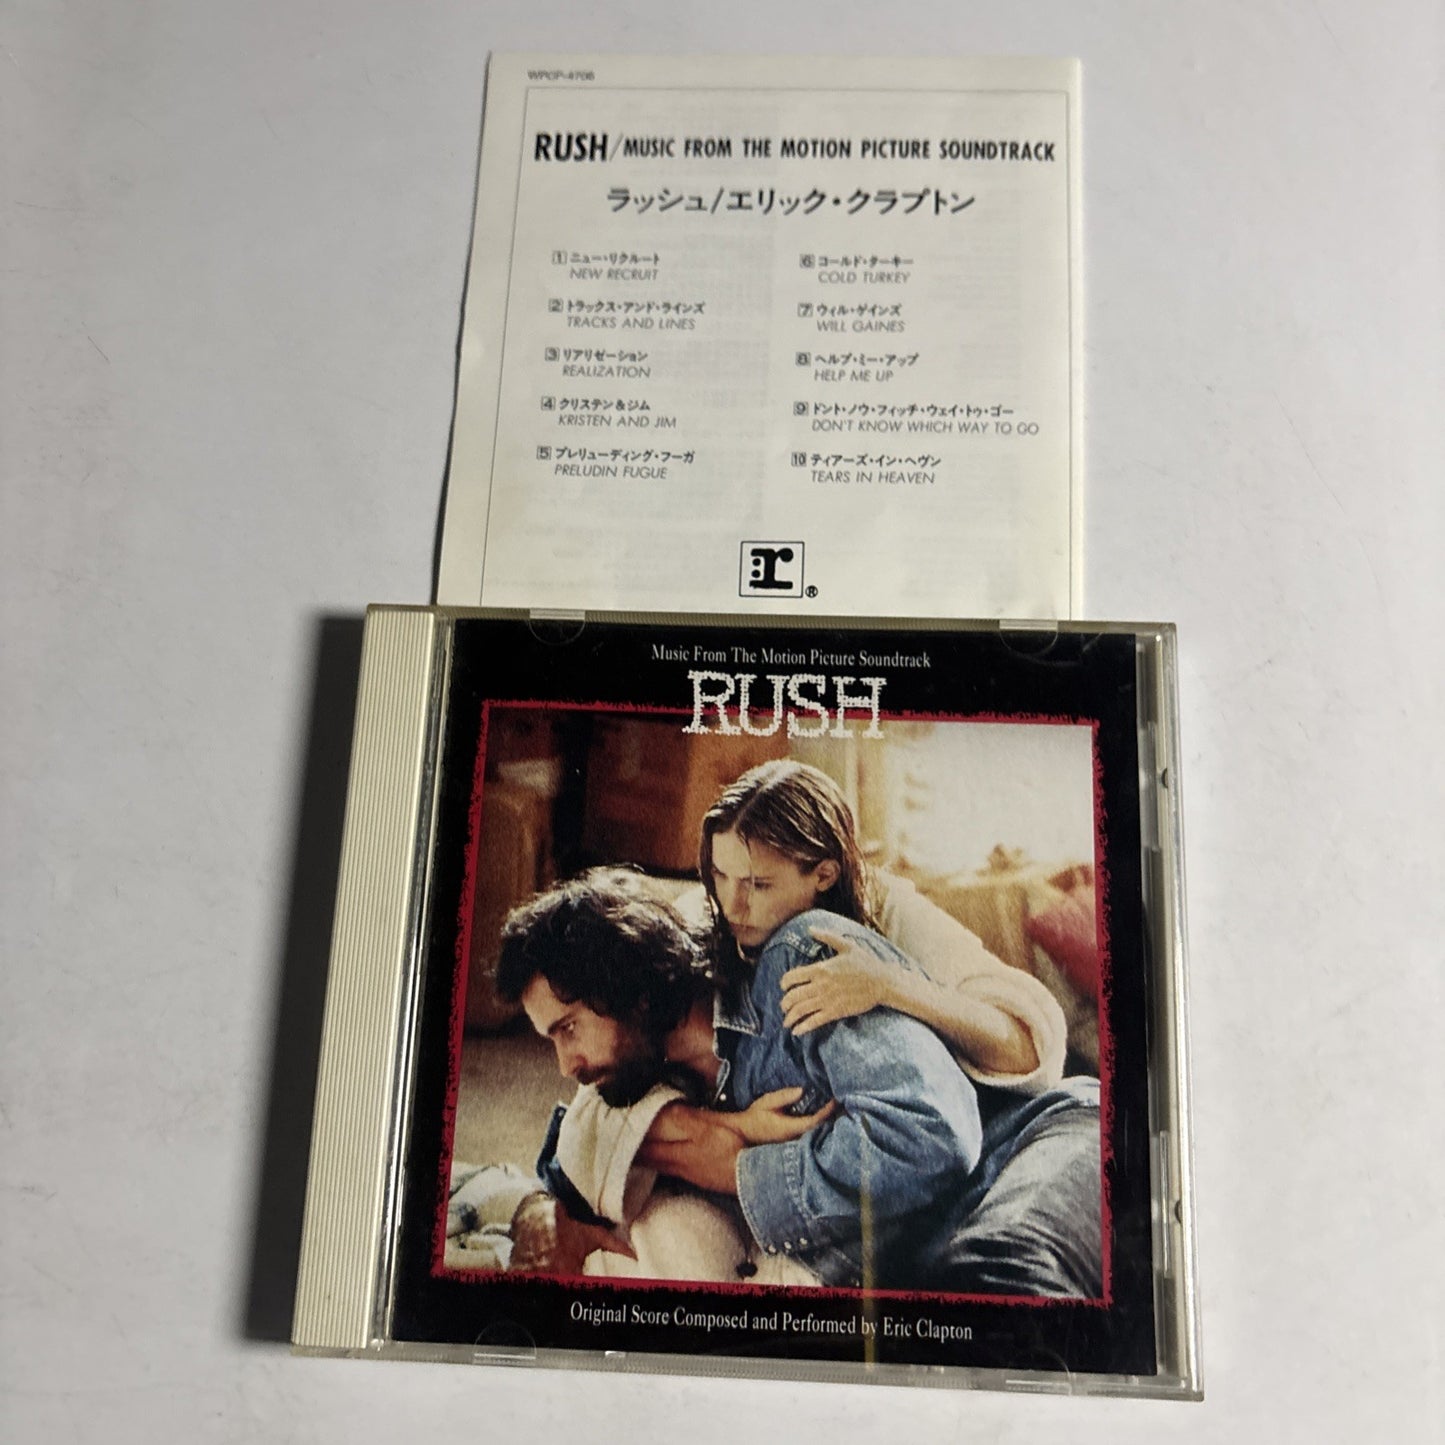 WPCP-4706
RUSH/MUSIC FROM THE MOTION PICTURE SOUNDTRACK
ラッシュ/エリック・クラプトン
1 ニュー・リクルート
NEW RECRUIT
2 トラックス・アンド・ラインズ
TRACKS AND LINES
3 リアリゼーション
REALIZATION
4 クリステン&ジム
KRISTEN AND JIM
5 プレリューディング・フーガ
PRELUDIN FUGUE
6 コールド・ターキー
COLD TURKEY
7 ウィル・ゲインズ
WILL GAINES
8 ヘルプ・ミー・アップ
HELP ME UP
9 ドント・ノウ・フィッチ・ウェイ・トゥ・ゴー
DON'T KNOW WHICH WAY TO GO
10 ティアーズ・イン・ヘヴン
TEARS IN HEAVEN
:r®
Music From The Motion Picture Soundtrack
RUSH
Original Score Composed and Performed by Eric Clapton